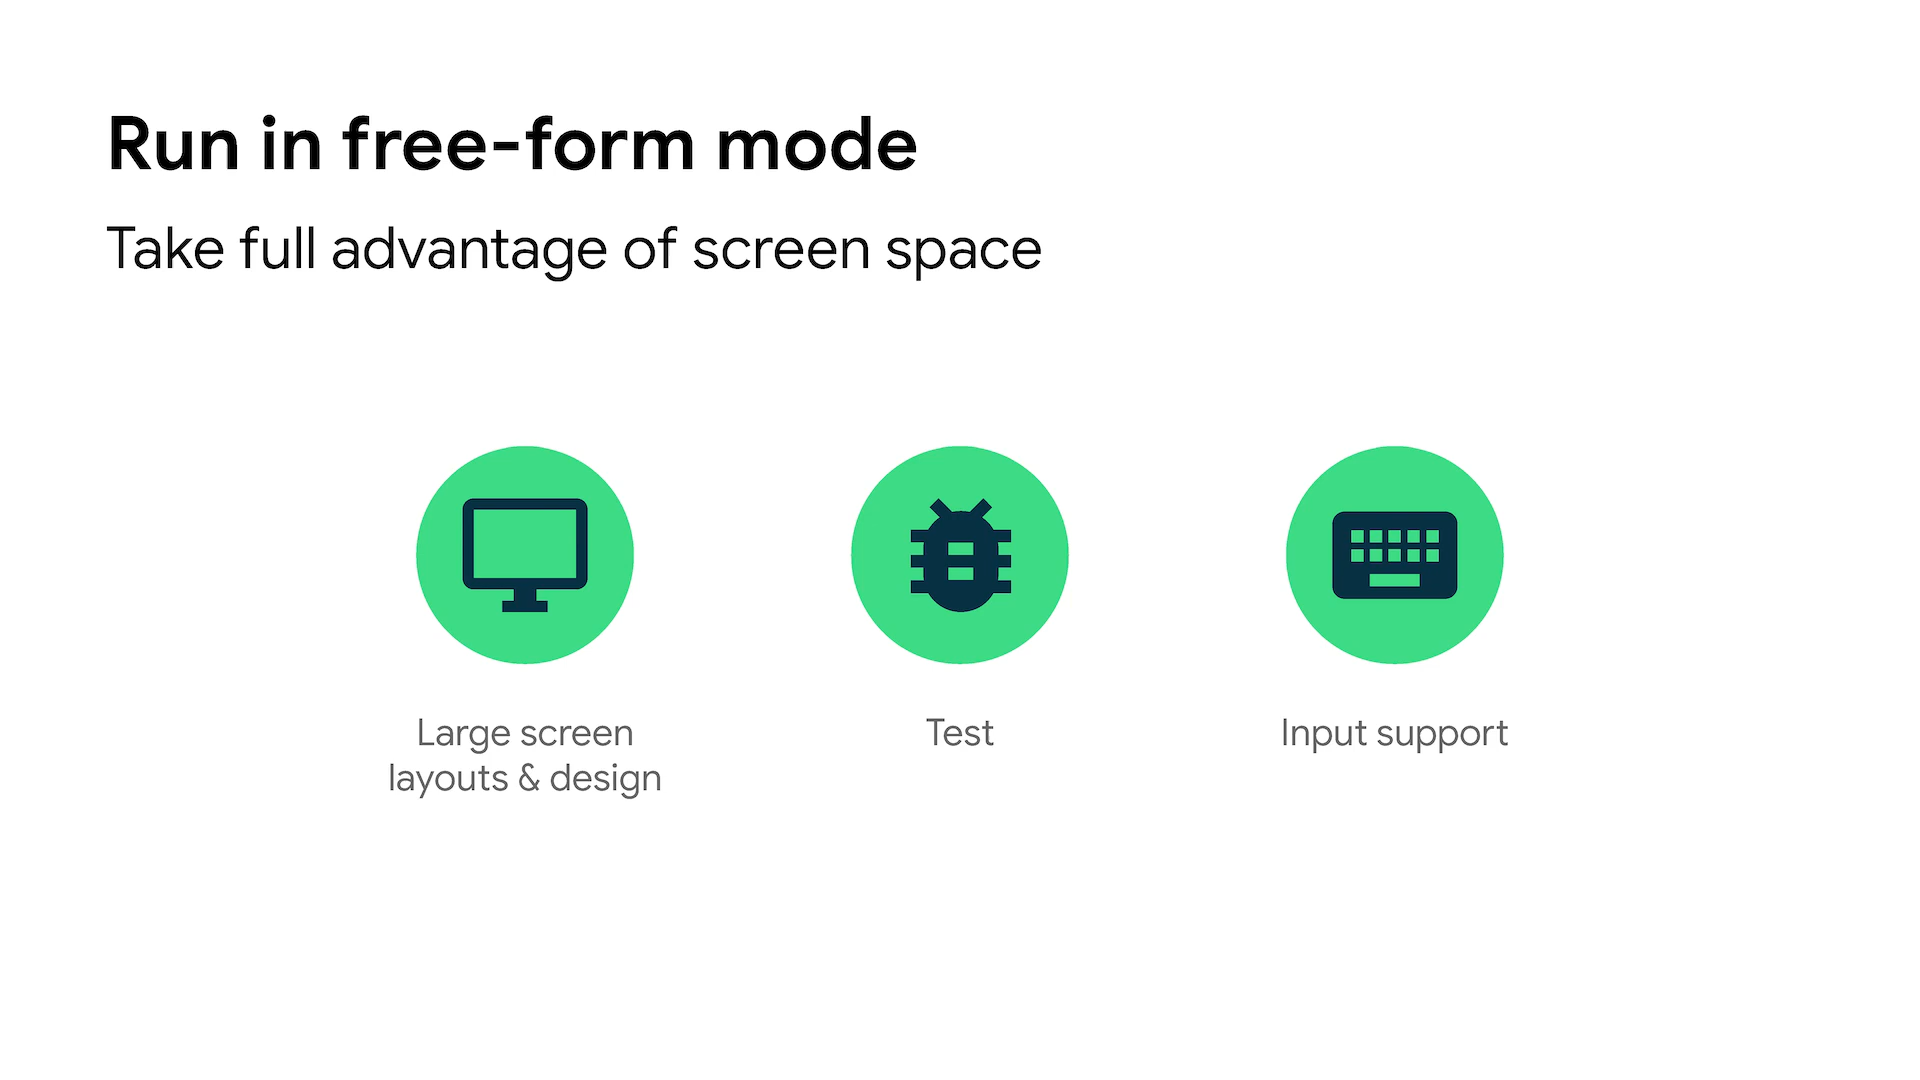 Run in free-form mode
Take full advantage of screen space
Large screen
layouts & design
Test
Input support